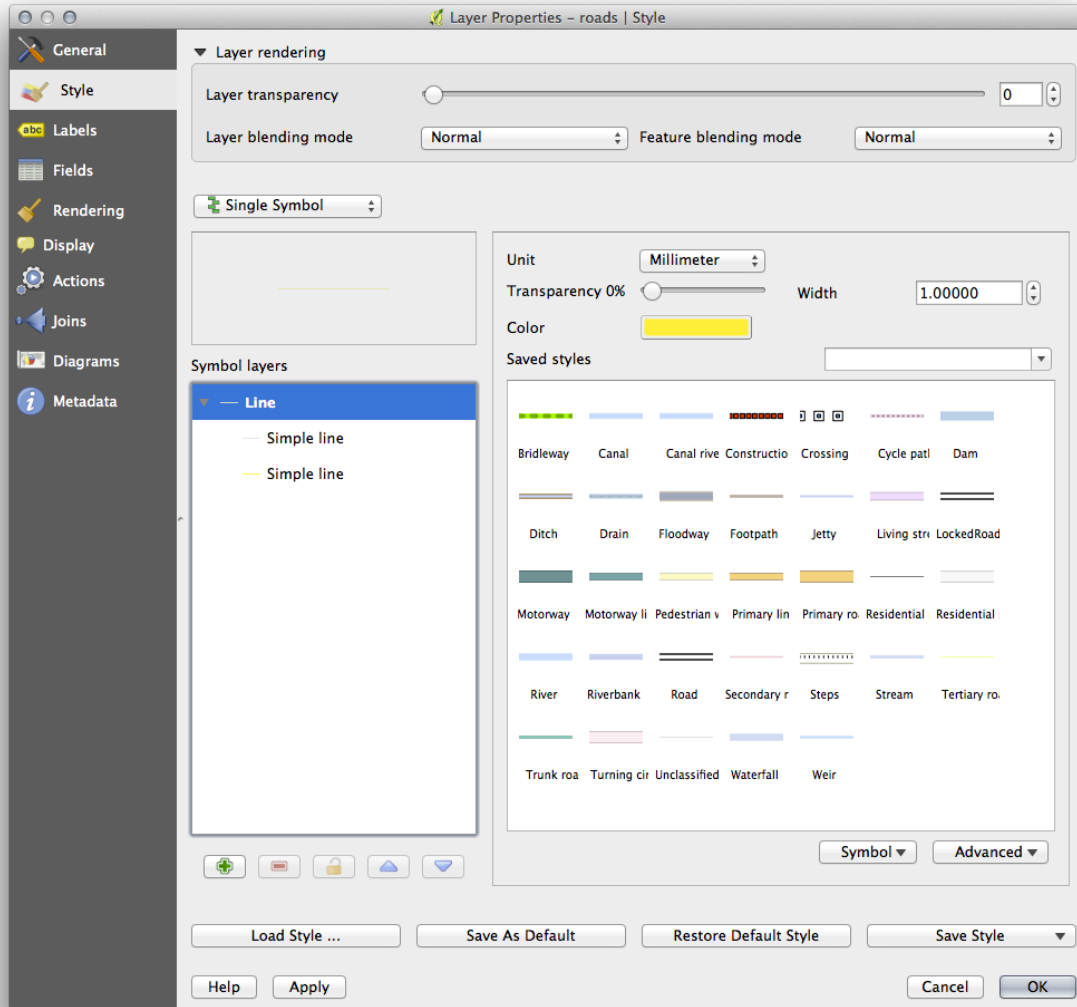 Layer Properties – roads | Style
General
Style
abc Labels
Fields
Rendering
Display
Actions
Joins
Diagrams
i Metadata
Layer rendering
Layer transparency 0
Layer blending mode Normal Feature blending mode Normal
Single Symbol
Unit Millimeter
Transparency 0% Width 1.00000
Color
Saved styles
Symbol layers
Line
Simple line
Simple line
Bridleway Canal Canal rive Constructio Crossing Cycle patl Dam
Ditch Drain Floodway Footpath Jetty Living stre LockedRoad
Motorway Motorway li Pedestrian v Primary lin Primary ro Residential Residential
River Riverbank Road Secondary r Steps Stream Tertiary ro
Trunk roa Turning cir Unclassified Waterfall Weir
Symbol Advanced
Load Style ... Save As Default Restore Default Style Save Style
Help Apply Cancel OK